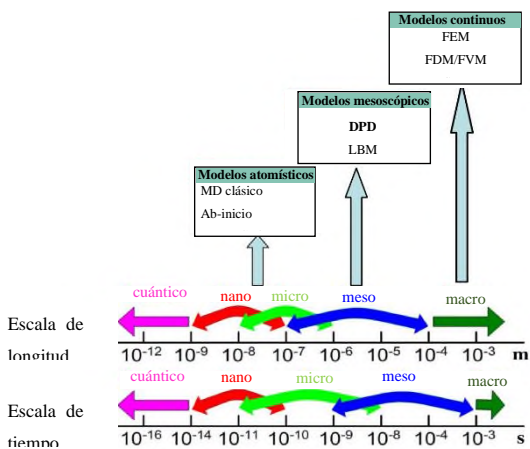 Modelos continuos
FEM
FDM/FVM
Modelos mesoscópicos
DPD
LBM
Modelos atomísticos
MD clásico
Ab-inicio
cuántico nano micro meso macro
Escala de
longitud
10-12 10-9 10-8 10-7 10-6 10-5 10-4 10-3 m
cuántico nano micro meso macro
Escala de
tiempo
10-16 10-14 10-11 10-10 10-9 10-8 10-4 10-3 s